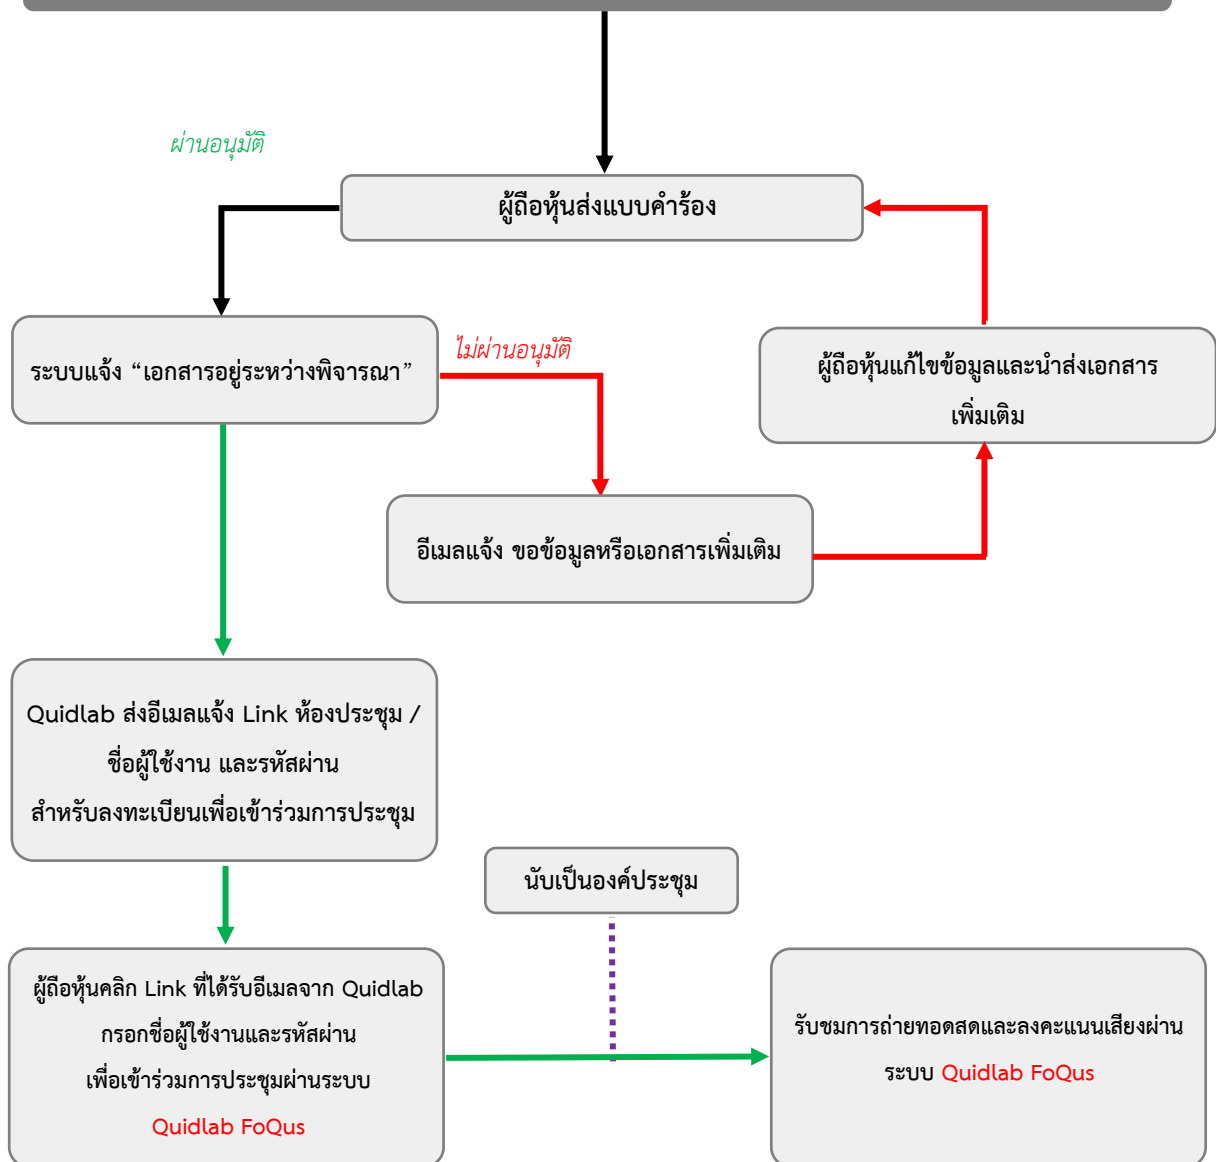 ผ่านอนุมัติ
ผู้ถือหุ้นส่งแบบคำร้อง
ระบบแจ้ง “เอกสารอยู่ระหว่างพิจารณา”
ไม่ผ่านอนุมัติ
ผู้ถือหุ้นแก้ไขข้อมูลและนำส่งเอกสาร
เพิ่มเติม
อีเมลแจ้ง ขอข้อมูลหรือเอกสารเพิ่มเติม
Quidlab ส่งอีเมลแจ้ง Link ห้องประชุม /
ชื่อผู้ใช้งาน และรหัสผ่าน
สำหรับลงทะเบียนเพื่อเข้าร่วมการประชุม
นับเป็นองค์ประชุม
ผู้ถือหุ้นคลิก Link ที่ได้รับอีเมลจาก Quidlab
กรอกชื่อผู้ใช้งานและรหัสผ่าน
เพื่อเข้าร่วมการประชุมผ่านระบบ
Quidlab FoQus
รับชมการถ่ายทอดสดและลงคะแนนเสียงผ่าน
ระบบ Quidlab FoQus